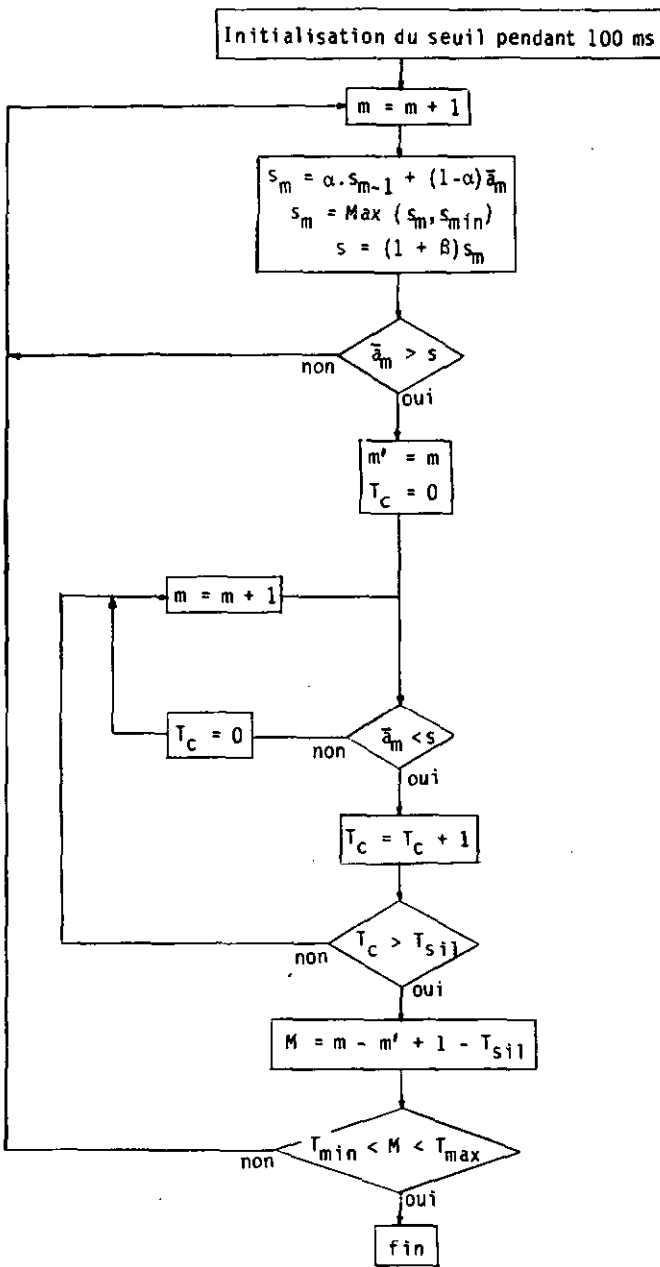 Initialisation du seuil pendant 100 ms
m = m + 1
s_m = α.s_{m-1} + (1-α)ā_m
s_m = Max (s_m, s_min)
s = (1 + β)s_m
ā_m > s
non
oui
m' = m
T_c = 0
m = m + 1
T_c = 0
non
ā_m < s
oui
T_c = T_c + 1
T_c > T_sil
non
oui
M = m - m' + 1 - T_sil
T_min < M < T_max
non
oui
fin